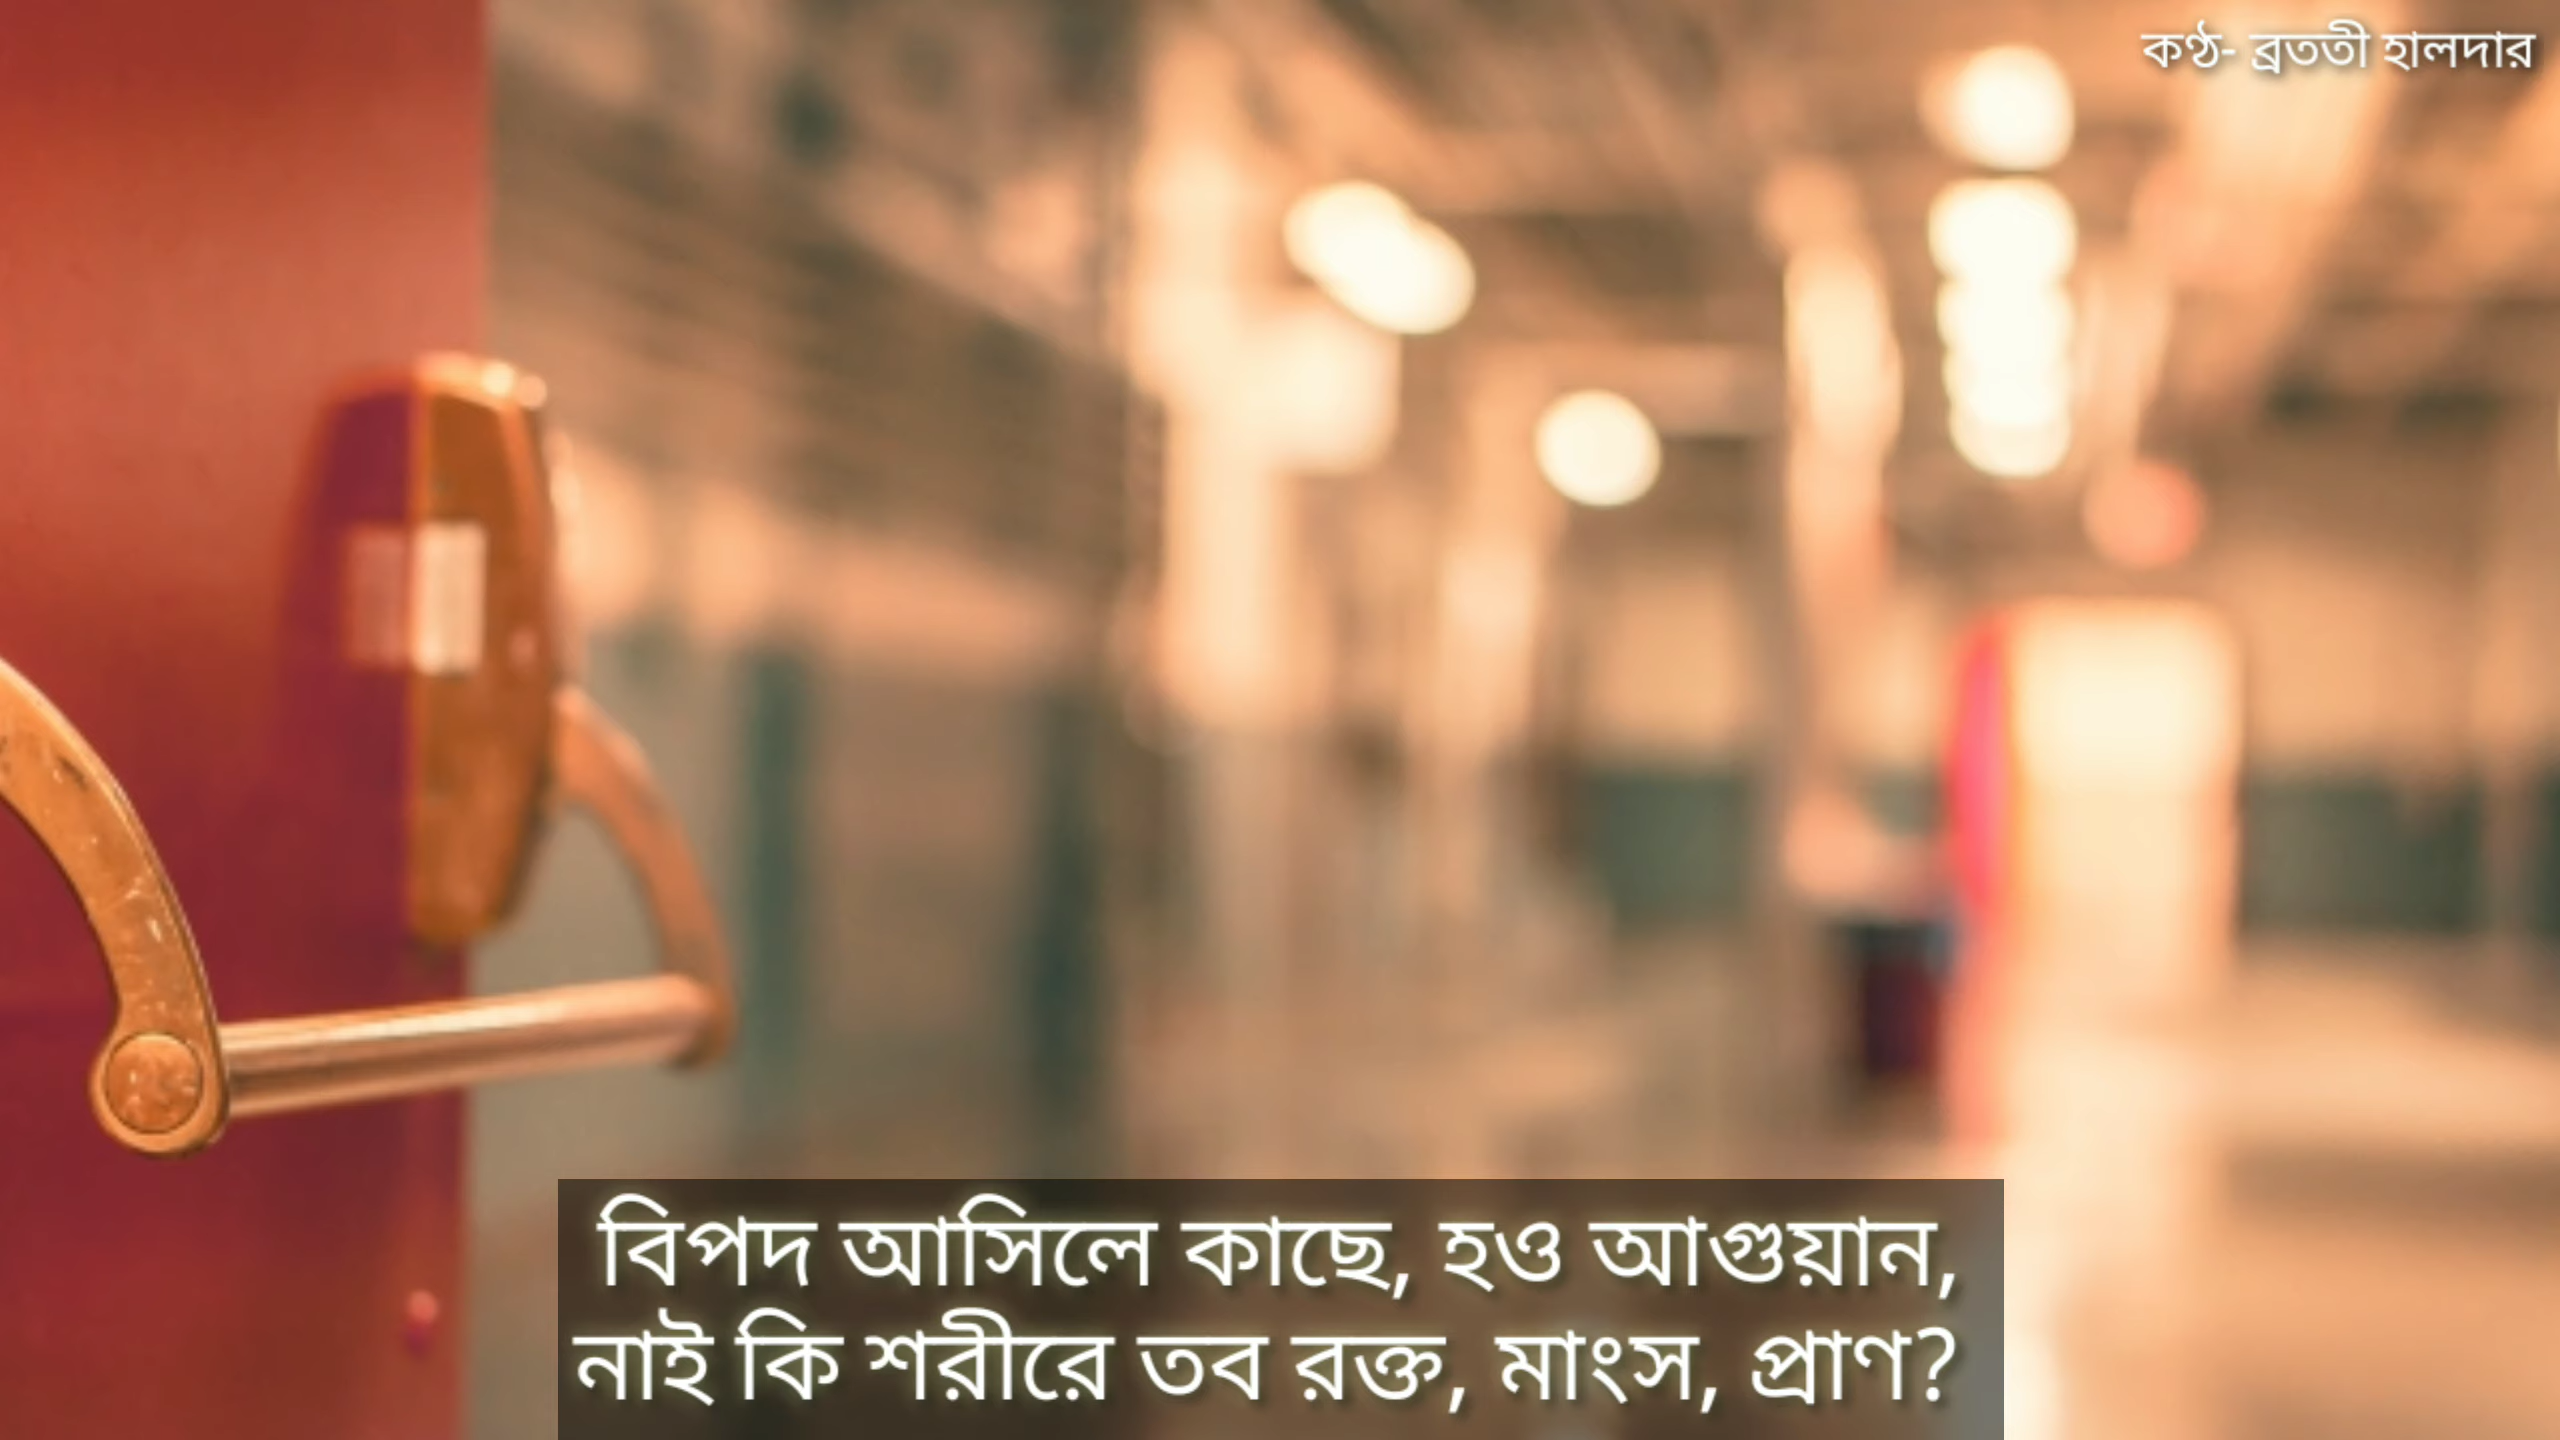 কণ্ঠ- ব্রততী হালদার
বিপদ আসিলে কাছে, হও আগুয়ান,
নাই কি শরীরে তব রক্ত, মাংস, প্রাণ?